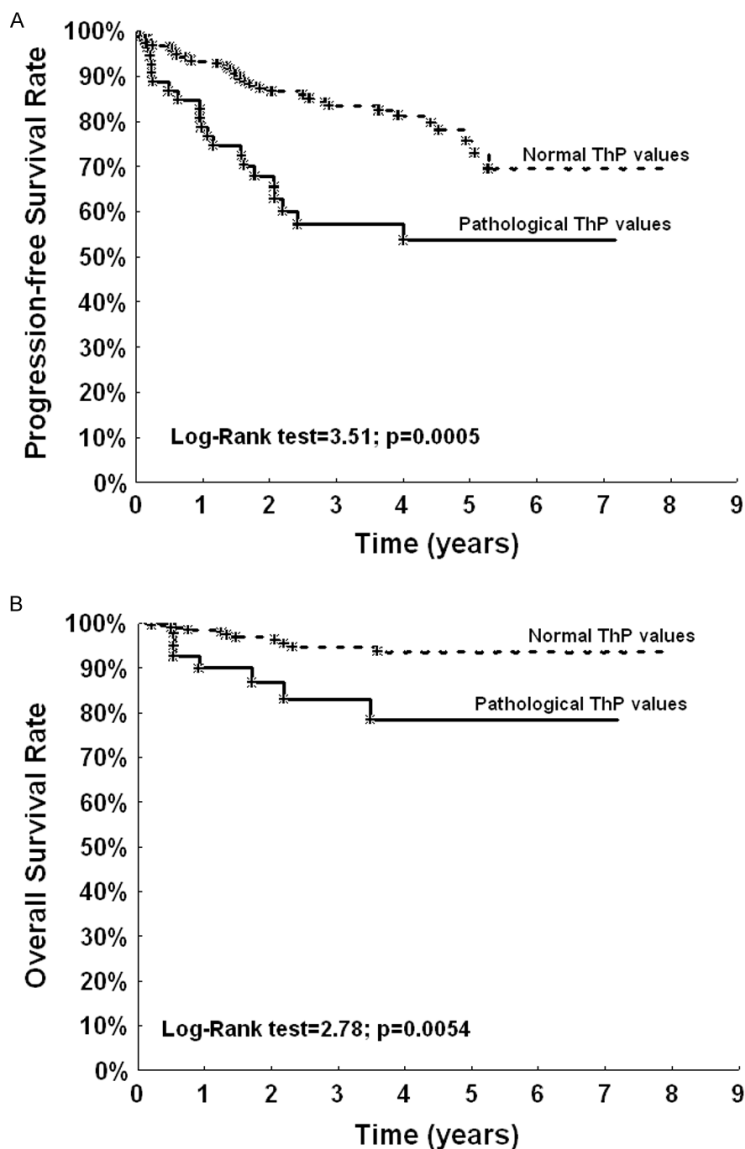 A
Progression-free Survival Rate
100%
90%
80%
70%
60%
50%
40%
30%
20%
10%
0%
Normal ThP values
Pathological ThP values
Log-Rank test=3.51; p=0.0005
0 1 2 3 4 5 6 7 8 9
Time (years)
B
Overall Survival Rate
100%
90%
80%
70%
60%
50%
40%
30%
20%
10%
0%
Normal ThP values
Pathological ThP values
Log-Rank test=2.78; p=0.0054
0 1 2 3 4 5 6 7 8 9
Time (years)